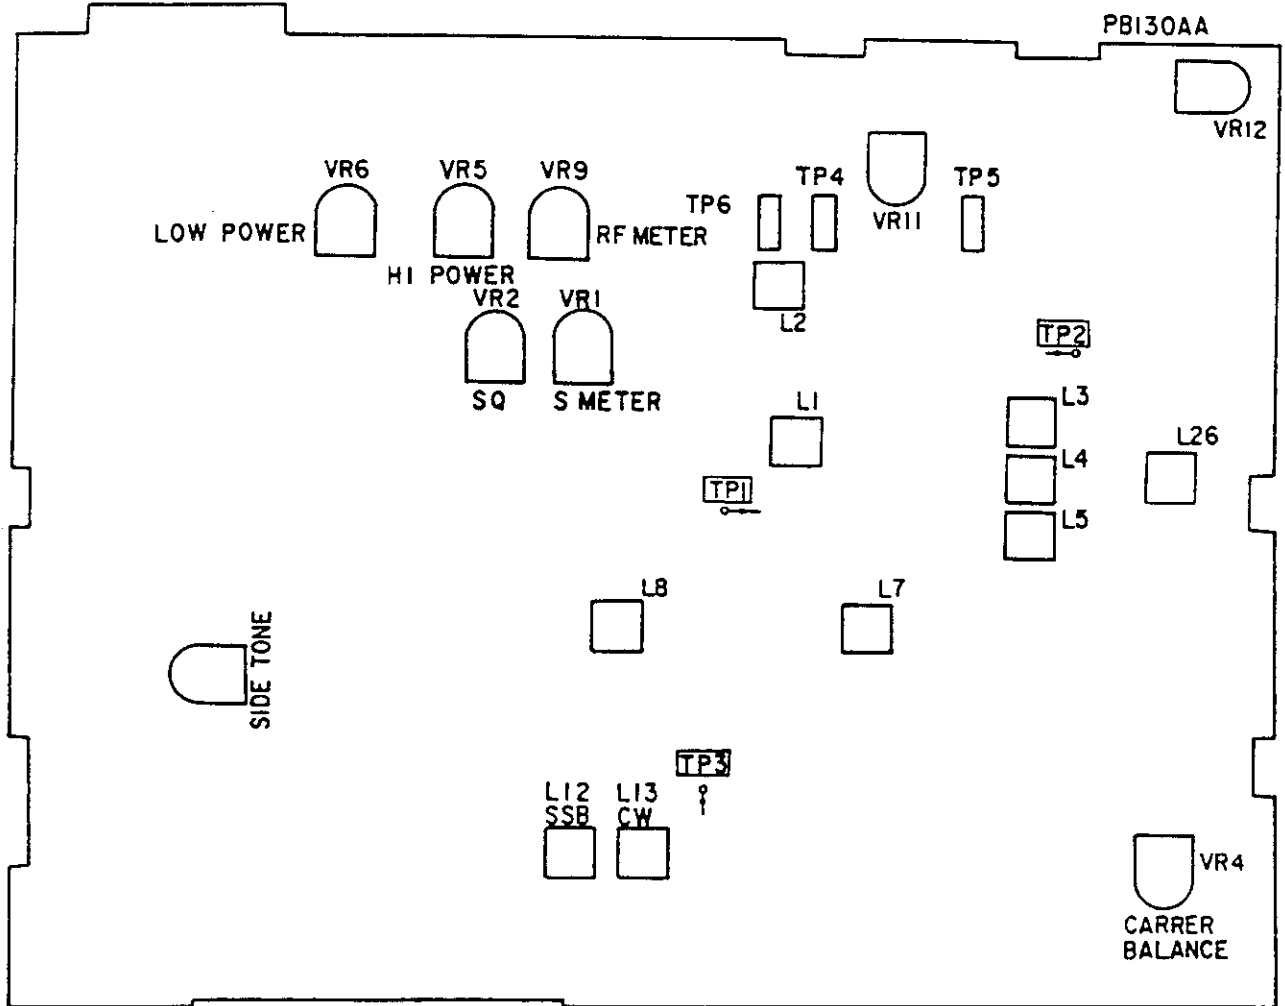 PB130AA
VR12
VR6
VR5
VR9
TP4
TP5
TP6
VR11
LOW POWER
RF METER
HI POWER
VR2
VR1
L2
TP2
SQ
S METER
L1
L3
L26
L4
TP1
L5
L8
L7
SIDE TONE
TP3
L12
SSB
L13
CW
VR4
CARRER
BALANCE